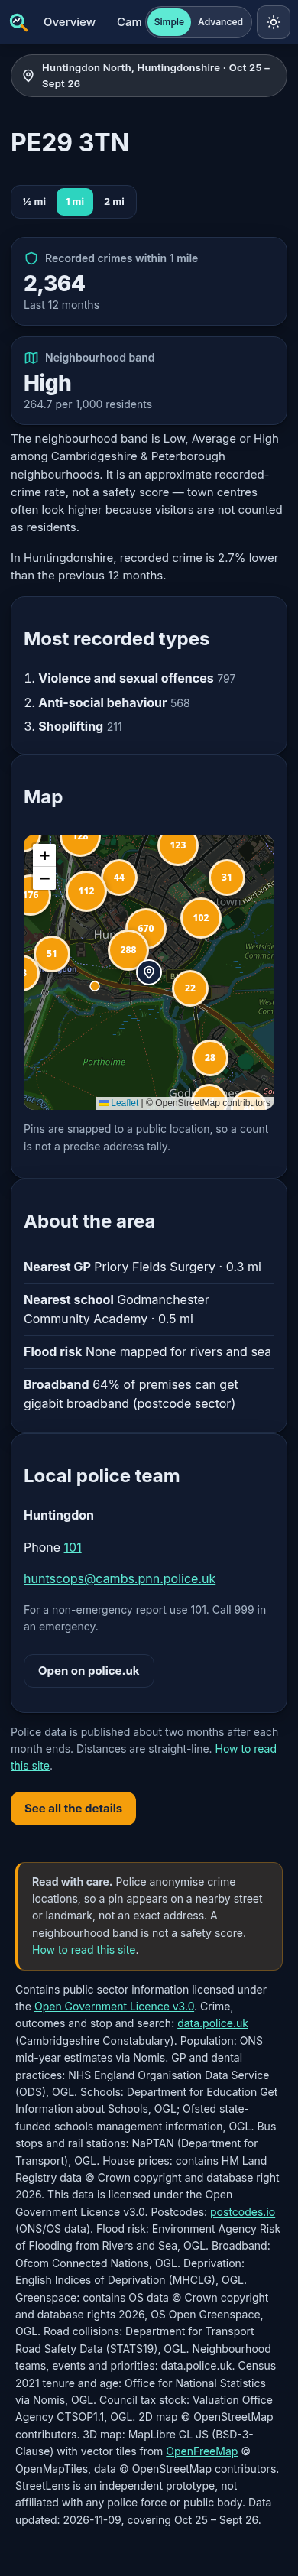 Overview
Simple
Advanced
Huntingdon North, Huntingdonshire · Oct 25 –
Sept 26
PE29 3TN
½ mi
1 mi
2 mi
Recorded crimes within 1 mile
2,364
Last 12 months
Neighbourhood band
High
264.7 per 1,000 residents
The neighbourhood band is Low, Average or High
among Cambridgeshire & Peterborough
neighbourhoods. It is an approximate recorded-
crime rate, not a safety score — town centres
often look higher because visitors are not counted
as residents.
In Huntingdonshire, recorded crime is 2.7% lower
than the previous 12 months.
Most recorded types
1. Violence and sexual offences 797
2. Anti-social behaviour 568
3. Shoplifting 211
Map
+
−
128
123
44
31
176
112
102
670
288
51
22
28
Portholme
Leaflet | © OpenStreetMap contributors
Pins are snapped to a public location, so a count
is not a precise address tally.
About the area
Nearest GP Priory Fields Surgery · 0.3 mi
Nearest school Godmanchester
Community Academy · 0.5 mi
Flood risk None mapped for rivers and sea
Broadband 64% of premises can get
gigabit broadband (postcode sector)
Local police team
Huntingdon
Phone 101
huntscops@cambs.pnn.police.uk
For a non-emergency report use 101. Call 999 in
an emergency.
Open on police.uk
Police data is published about two months after each
month ends. Distances are straight-line. How to read
this site.
See all the details
Read with care. Police anonymise crime
locations, so a pin appears on a nearby street
or landmark, not an exact address. A
neighbourhood band is not a safety score.
How to read this site.
Contains public sector information licensed under
the Open Government Licence v3.0. Crime,
outcomes and stop and search: data.police.uk
(Cambridgeshire Constabulary). Population: ONS
mid-year estimates via Nomis. GP and dental
practices: NHS England Organisation Data Service
(ODS), OGL. Schools: Department for Education Get
Information about Schools, OGL; Ofsted state-
funded schools management information, OGL. Bus
stops and rail stations: NaPTAN (Department for
Transport), OGL. House prices: contains HM Land
Registry data © Crown copyright and database right
2026. This data is licensed under the Open
Government Licence v3.0. Postcodes: postcodes.io
(ONS/OS data). Flood risk: Environment Agency Risk
of Flooding from Rivers and Sea, OGL. Broadband:
Ofcom Connected Nations, OGL. Deprivation:
English Indices of Deprivation (MHCLG), OGL.
Greenspace: contains OS data © Crown copyright
and database rights 2026, OS Open Greenspace,
OGL. Road collisions: Department for Transport
Road Safety Data (STATS19), OGL. Neighbourhood
teams, events and priorities: data.police.uk. Census
2021 tenure and age: Office for National Statistics
via Nomis, OGL. Council tax stock: Valuation Office
Agency CTSOP1.1, OGL. 2D map © OpenStreetMap
contributors. 3D map: MapLibre GL JS (BSD-3-
Clause) with vector tiles from OpenFreeMap ©
OpenMapTiles, data © OpenStreetMap contributors.
StreetLens is an independent prototype, not
affiliated with any police force or public body. Data
updated: 2026-11-09, covering Oct 25 – Sept 26.